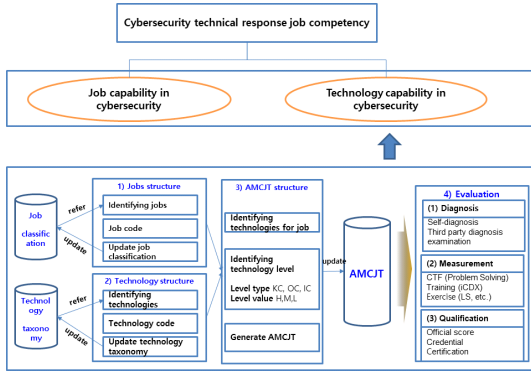 Cybersecurity technical response job competency
Job capability in
cybersecurity
Technology capability in
cybersecurity
1) Jobs structure
Job
classific
ation
refer
update
Identifying jobs
Job code
Update job
classification
2) Technology structure
Technol
ogy
taxono
my
refer
update
Identifying
technologies
Technology code
Update technology
taxonomy
3) AMCJT structure
Identifying
technologies for job
Identifying
technology level
Level type KC, OC, IC
Level value H,M,L
Generate AMCJT
update
AMCJT
4) Evaluation
(1) Diagnosis
Self-diagnosis
Third party diagnosis
examination
(2) Measurement
CTF (Problem Solving)
Training (iCDX)
Exercise (LS, etc.)
(3) Qualification
Official score
Credential
Certification